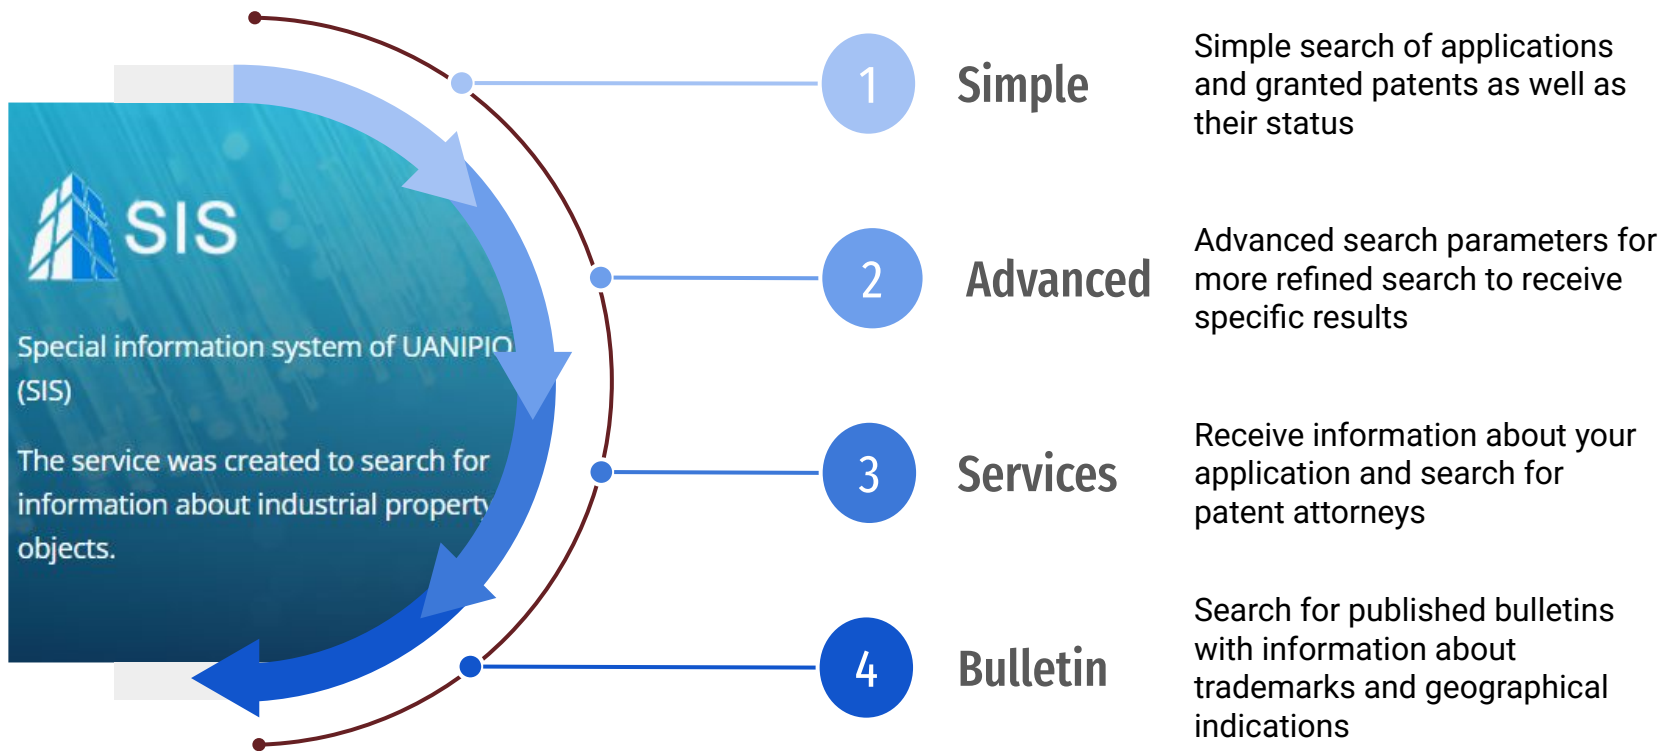 SIS
Special information system of UANIPIO
(SIS)
The service was created to search for
information about industrial property
objects.
1
Simple
Simple search of applications
and granted patents as well as
their status
2
Advanced
Advanced search parameters for
more refined search to receive
specific results
3
Services
Receive information about your
application and search for
patent attorneys
4
Bulletin
Search for published bulletins
with information about
trademarks and geographical
indications